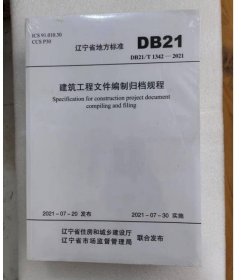 ICS 91.010.30
CCS P30
辽宁省地方标准
DB21
DB21/T 1342—2021
建筑工程文件编制归档规程
Specification for construction project document
compiling and filing
2021-07-20 发布
2021-07-30 实施
辽宁省住房和城乡建设厅
辽宁省市场监督管理局
联合发布